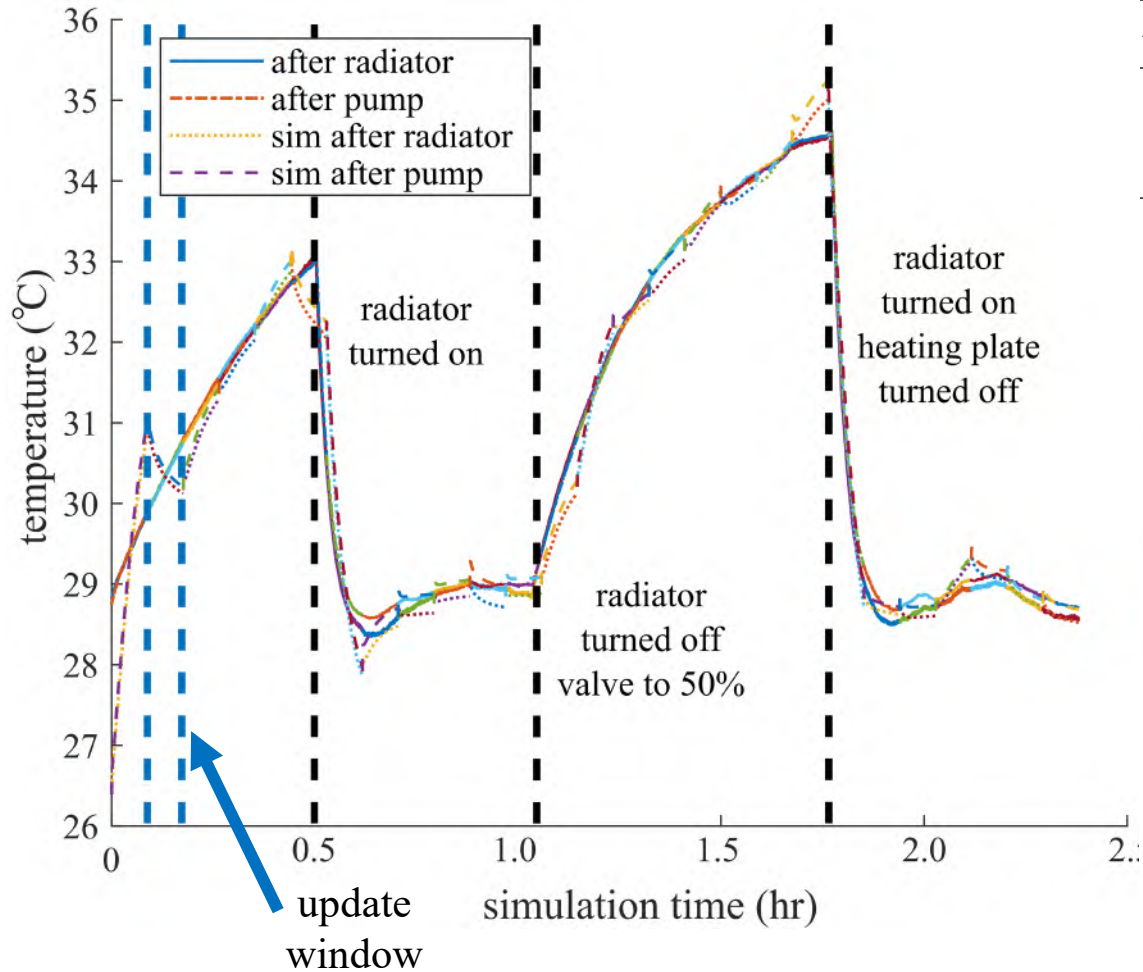 36
35
34
33
32
31
30
29
28
27
26
temperature (℃)
after radiator
after pump
sim after radiator
sim after pump
radiator
turned on
radiator
turned off
valve to 50%
radiator
turned on
heating plate
turned off
0
0.5
1.0
1.5
2.0
2.
simulation time (hr)
update
window